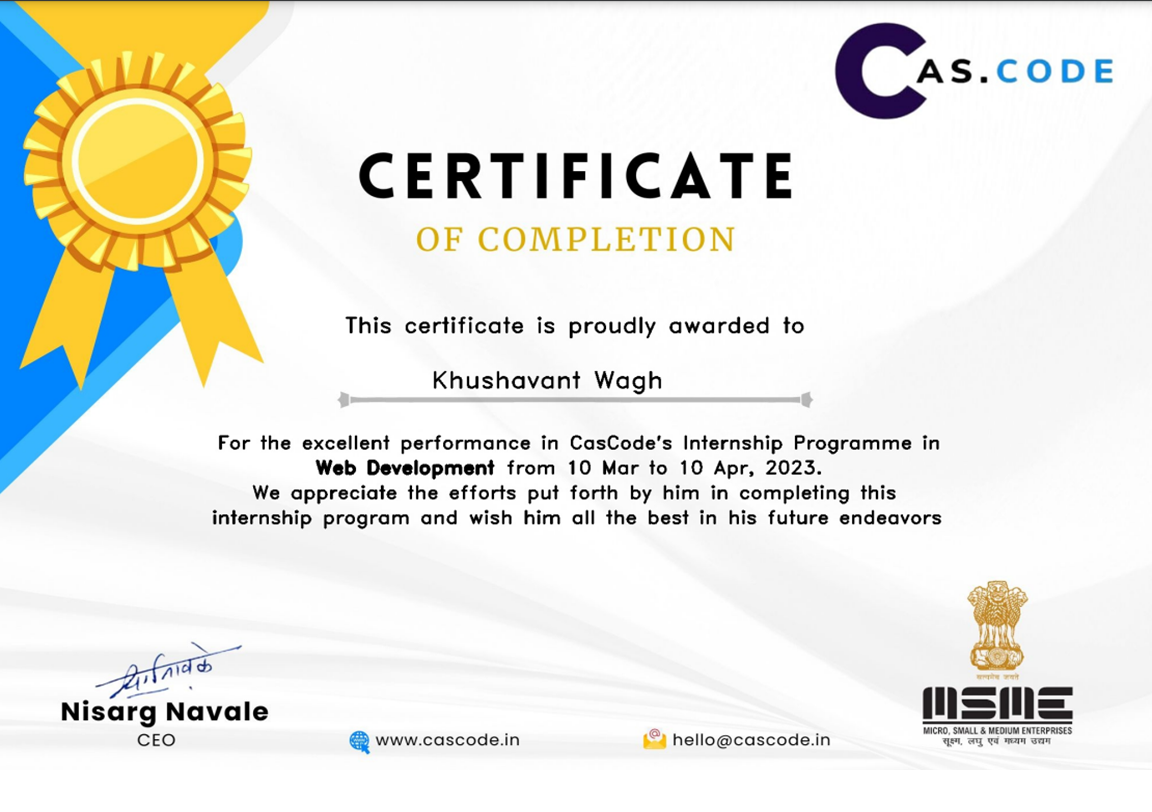 CAS.CODE
CERTIFICATE
OF COMPLETION
This certificate is proudly awarded to
Khushavant Wagh
For the excellent performance in CasCode's Internship Programme in
Web Development from 10 Mar to 10 Apr, 2023.
We appreciate the efforts put forth by him in completing this
internship program and wish him all the best in his future endeavors
Nisarg Navale
CEO
www.cascode.in
hello@cascode.in
सत्यमेव जयते
MSME
MICRO, SMALL & MEDIUM ENTERPRISES
सूक्ष्म, लघु एवं मध्यम उद्यम